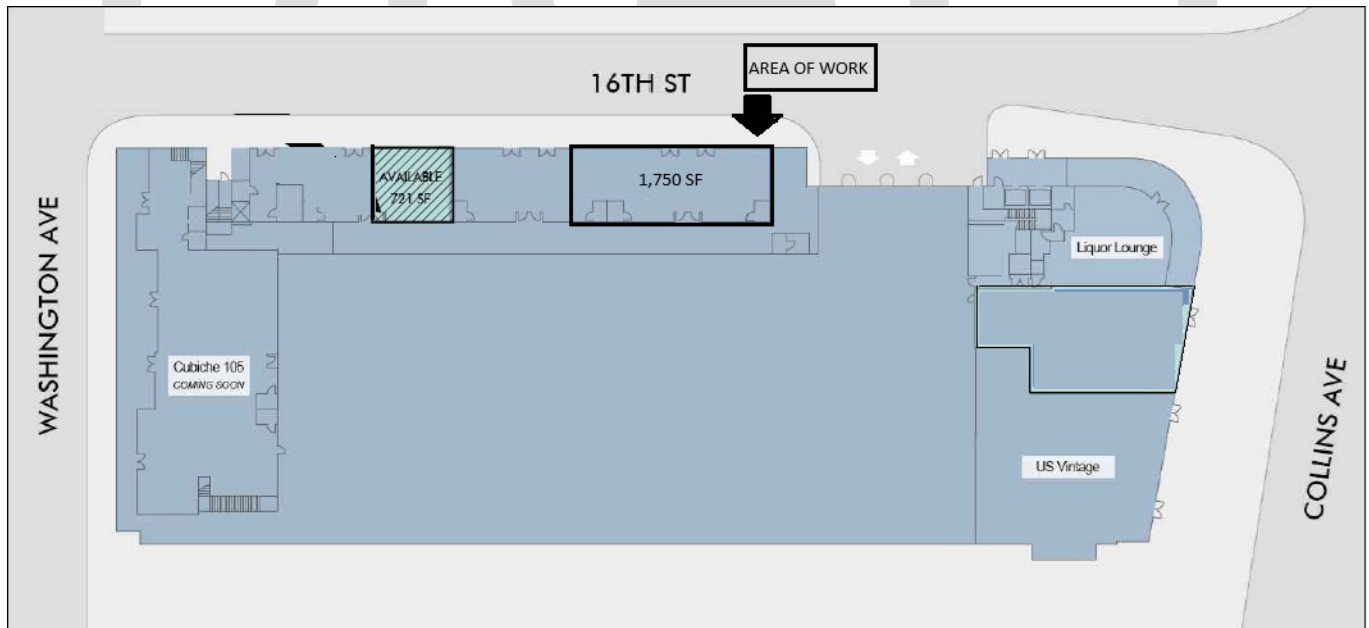 16TH ST
AREA OF WORK
AVAILABLE
721 SF
1,750 SF
Liquor Lounge
WASHINGTON AVE
Cubiche 105
COMING SOON
US Vintage
COLLINS AVE